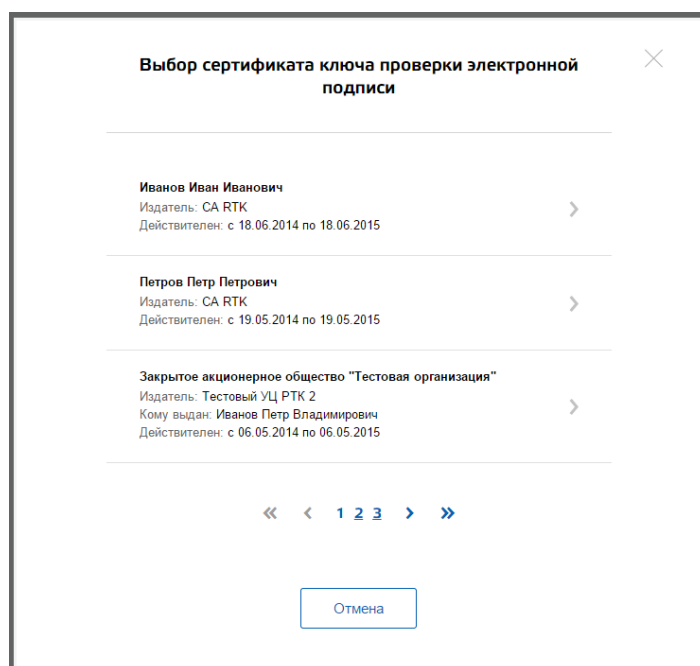 Выбор сертификата ключа проверки электронной
подписи
Иванов Иван Иванович
Издатель: CA RTK
Действителен: с 18.06.2014 по 18.06.2015
Петров Петр Петрович
Издатель: CA RTK
Действителен: с 19.05.2014 по 19.05.2015
Закрытое акционерное общество "Тестовая организация"
Издатель: Тестовый УЦ РТК 2
Кому выдан: Иванов Петр Владимирович
Действителен: с 06.05.2014 по 06.05.2015
« ‹ 1 2 3 › »
Отмена